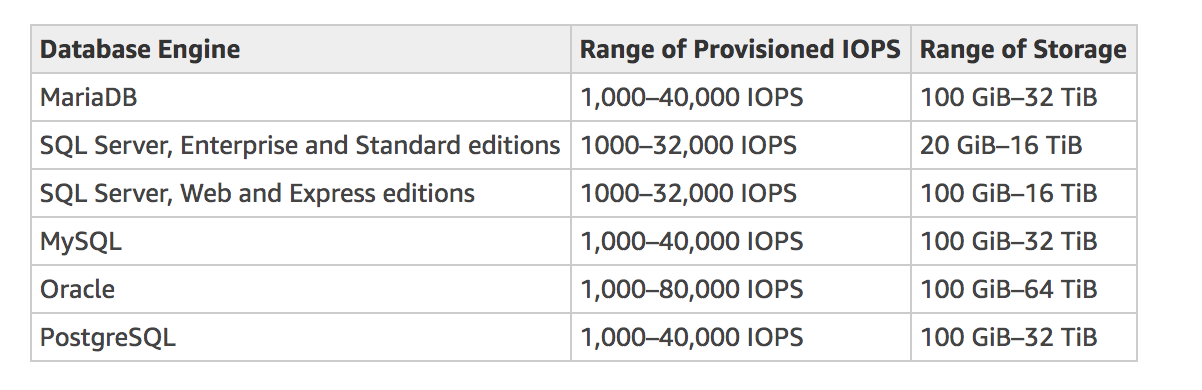 Database Engine Range of Provisioned IOPS Range of Storage
MariaDB 1,000–40,000 IOPS 100 GiB–32 TiB
SQL Server, Enterprise and Standard editions 1000–32,000 IOPS 20 GiB–16 TiB
SQL Server, Web and Express editions 1000–32,000 IOPS 100 GiB–16 TiB
MySQL 1,000–40,000 IOPS 100 GiB–32 TiB
Oracle 1,000–80,000 IOPS 100 GiB–64 TiB
PostgreSQL 1,000–40,000 IOPS 100 GiB–32 TiB